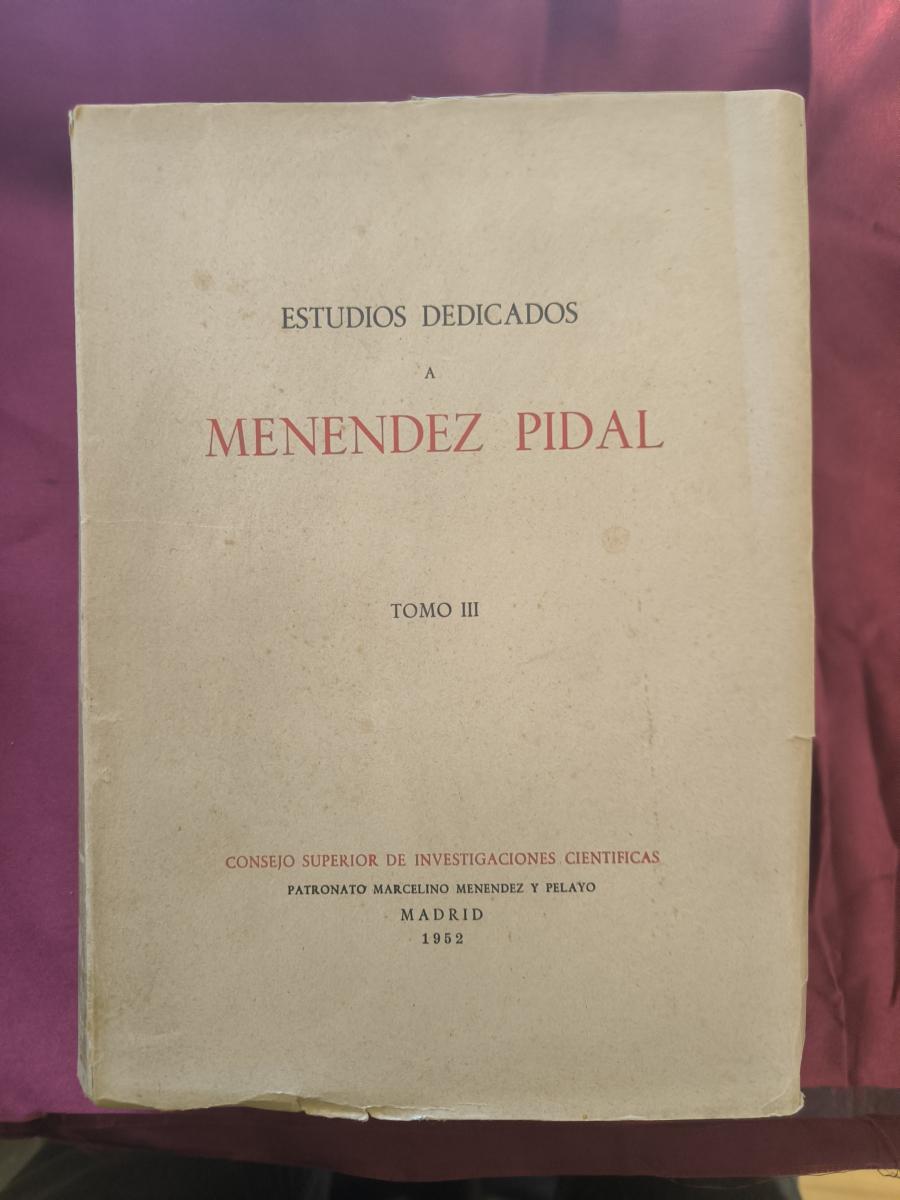 ESTUDIOS DEDICADOS
A
MENENDEZ PIDAL
TOMO III
CONSEJO SUPERIOR DE INVESTIGACIONES CIENTIFICAS
PATRONATO MARCELINO MENENDEZ Y PELAYO
MADRID
1952